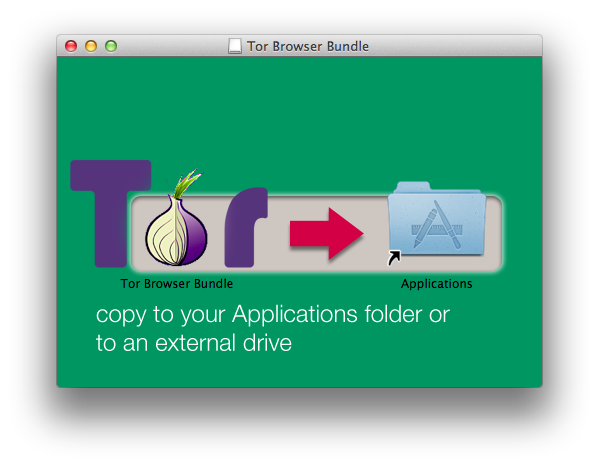 Tor Browser Bundle
Tor
Tor Browser Bundle
Applications
copy to your Applications folder or
to an external drive